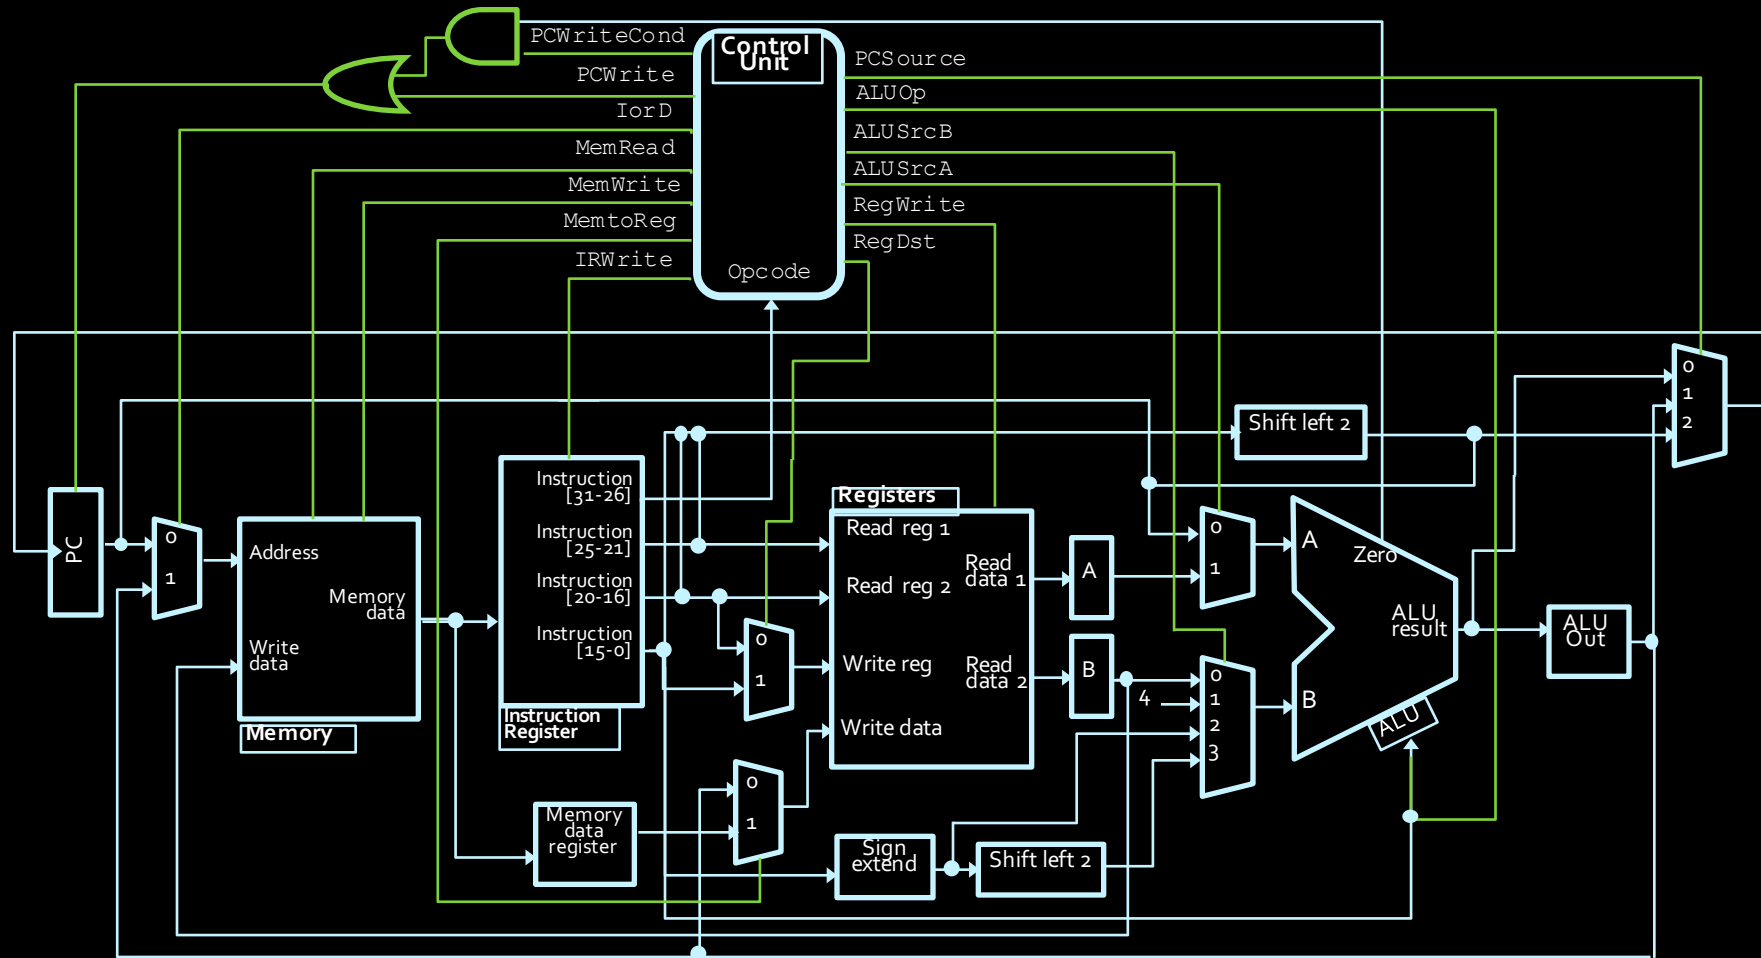 PCWriteCond
PCWrite
IorD
MemRead
MemWrite
MemtoReg
IRWrite
Control
Unit
Opcode
PCSource
ALUOp
ALUSrcB
ALUSrcA
RegWrite
RegDst
0
1
2
Shift left 2
PC
0
1
Address
Memory
data
Write
data
Memory
Instruction
[31-26]
Instruction
[25-21]
Instruction
[20-16]
Instruction
[15-0]
Instruction
Register
0
1
Registers
Read reg 1
Read reg 2
Write reg
Write data
Read
data 1
Read
data 2
A
B
4
0
1
0
1
2
3
A
B
Zero
ALU
result
ALU
ALU
Out
Memory
data
register
0
1
Sign
extend
Shift left 2